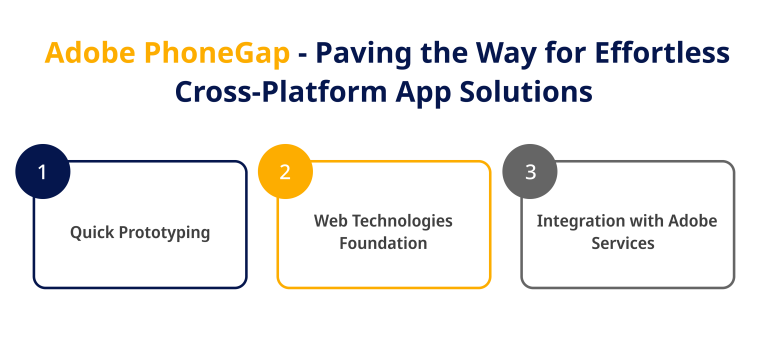 Adobe PhoneGap - Paving the Way for Effortless
Cross-Platform App Solutions
1
Quick Prototyping
2
Web Technologies
Foundation
3
Integration with Adobe
Services